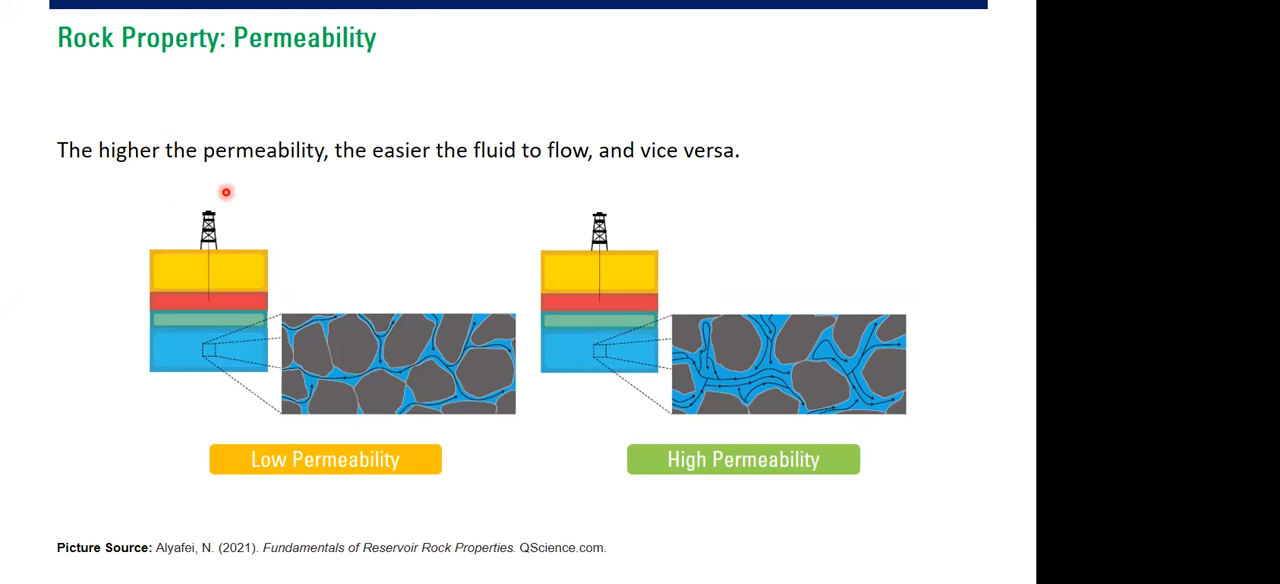 Rock Property: Permeability
The higher the permeability, the easier the fluid to flow, and vice versa.
Low Permeability
High Permeability
Picture Source: Alyafei, N. (2021). Fundamentals of Reservoir Rock Properties. QScience.com.